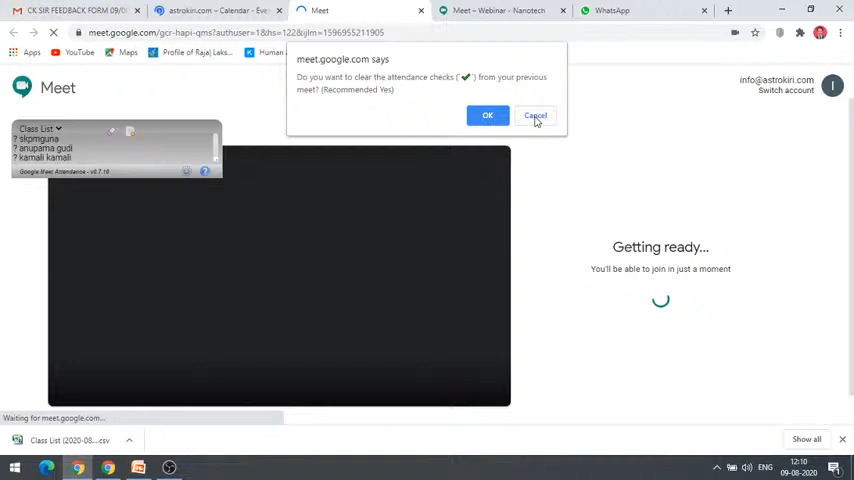 CK SIR FEEDBACK FORM 09/0
astrokiri.com – Calendar - Eve
Meet
Meet – Webinar - Nanotech
WhatsApp
meet.google.com/gcr-hapi-qms?authuser=1&hs=122&ijlm=1596955211905
Apps
YouTube
Maps
Profile of Raja| Laks...
Human
meet.google.com says
Do you want to clear the attendance checks (`✔`) from your previous
meet? (Recommended Yes)
OK
Cancel
Meet
info@astrokiri.com
Switch account
I
Class List
? skpmguna
? anupama gudi
? kamali kamali
Google Meet Attendance - v0.7.16
?
Getting ready...
You'll be able to join in just a moment
Waiting for meet.google.com...
Class List (2020-08....csv
Show all
ENG
12:10
09-08-2020